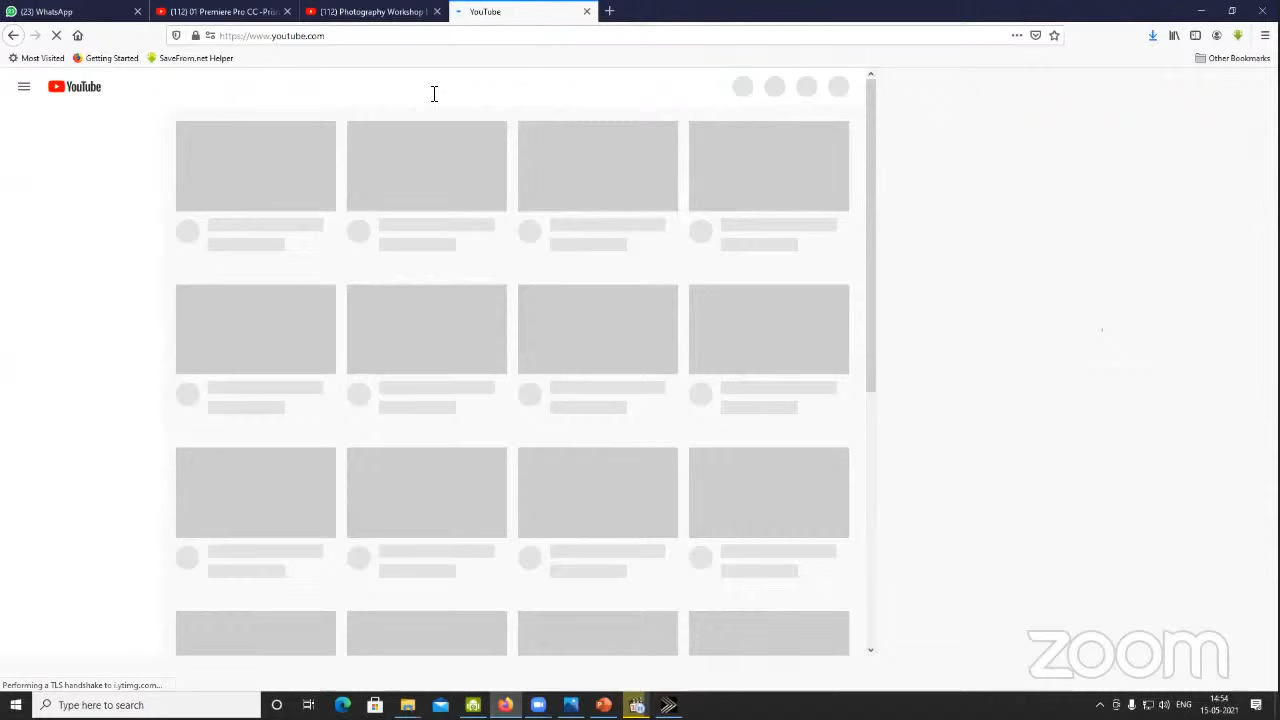 (23) WhatsApp
(112) 01 Premiere Pro CC - Prin
(112) Photography Workshop I
YouTube
https://www.youtube.com
Most Visited
Getting Started
SaveFrom.net Helper
Other Bookmarks
YouTube
zoom
Performing a TLS handshake to i.ytimg.com...
Type here to search
ENG
14:54
15-05-2021